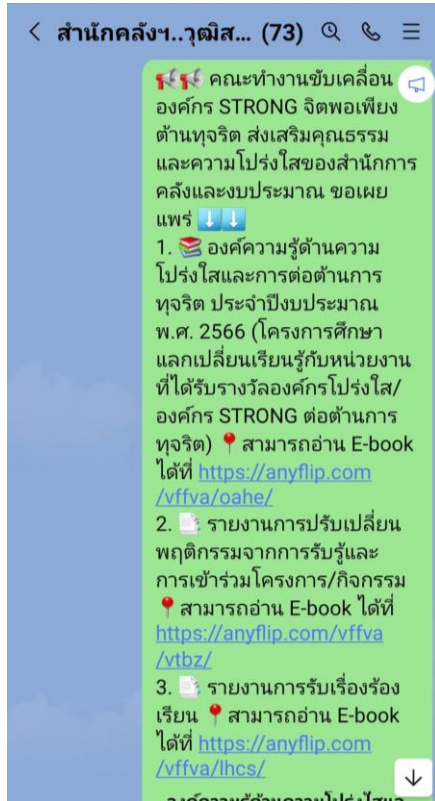 สำนักคลังฯ..วุฒิส... (73)
📢📢 คณะทำงานขับเคลื่อน
องค์กร STRONG จิตพอเพียง
ต้านทุจริต ส่งเสริมคุณธรรม
และความโปร่งใสของสำนักการ
คลังและงบประมาณ ขอเผย
แพร่ ⬇️⬇️
1. 📚 องค์ความรู้ด้านความ
โปร่งใสและการต่อต้านการ
ทุจริต ประจำปีงบประมาณ
พ.ศ. 2566 (โครงการศึกษา
แลกเปลี่ยนเรียนรู้กับหน่วยงาน
ที่ได้รับรางวัลองค์กรโปร่งใส/
องค์กร STRONG ต่อต้านการ
ทุจริต) 📍 สามารถอ่าน E-book
ได้ที่ https://anyflip.com
/vffva/oahe/
2. 📑 รายงานการปรับเปลี่ยน
พฤติกรรมจากการรับรู้และ
การเข้าร่วมโครงการ/กิจกรรม
📍 สามารถอ่าน E-book ได้ที่
https://anyflip.com/vffva
/vtbz/
3. 📑 รายงานการรับเรื่องร้อง
เรียน 📍 สามารถอ่าน E-book
ได้ที่ https://anyflip.com
/vffva/lhcs/